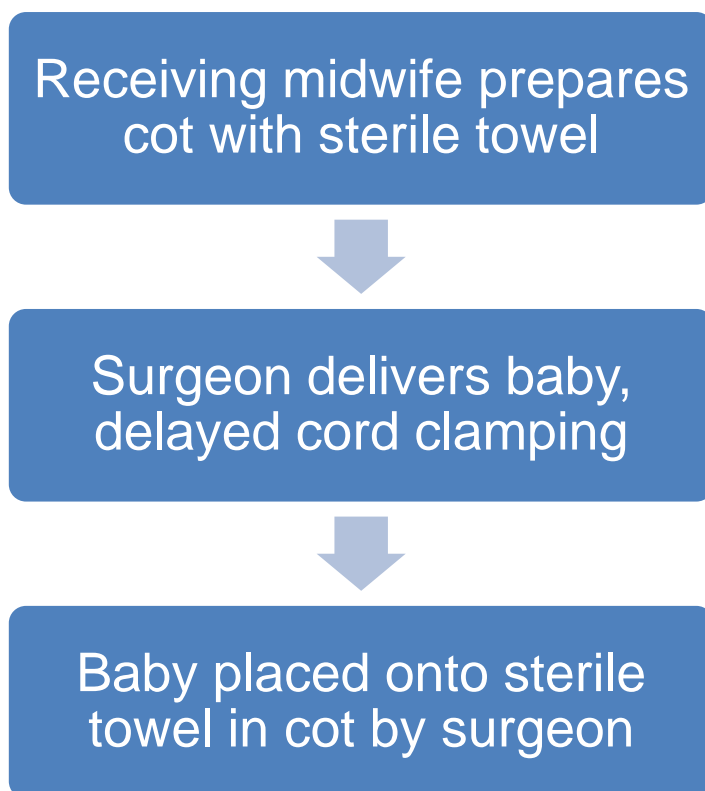 Receiving midwife prepares
cot with sterile towel
Surgeon delivers baby,
delayed cord clamping
Baby placed onto sterile
towel in cot by surgeon